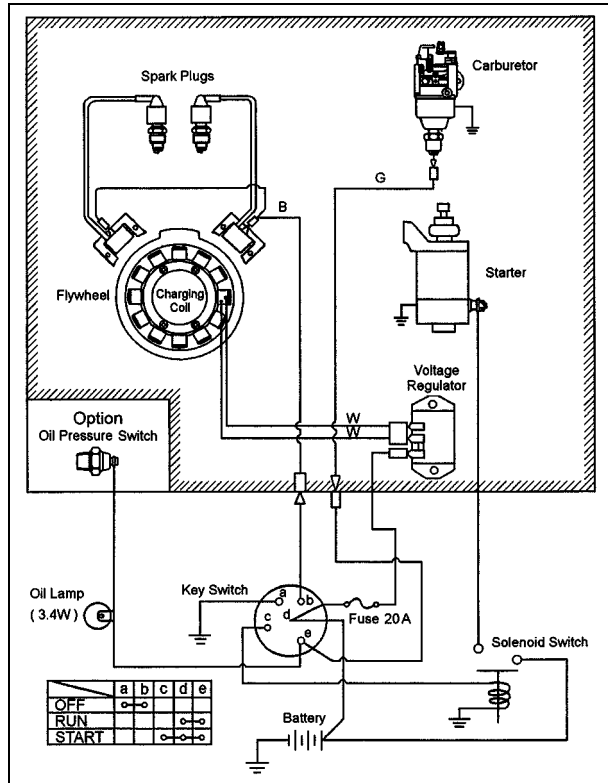 Spark Plugs
Carburetor
G
B
Flywheel
Charging
Coil
Starter
Voltage
Regulator
W
W
Option
Oil Pressure Switch
Oil Lamp
( 3.4W )
Key Switch
a
b
c
d
e
Fuse 20A
Solenoid Switch
Battery
a b c d e
OFF
RUN
START